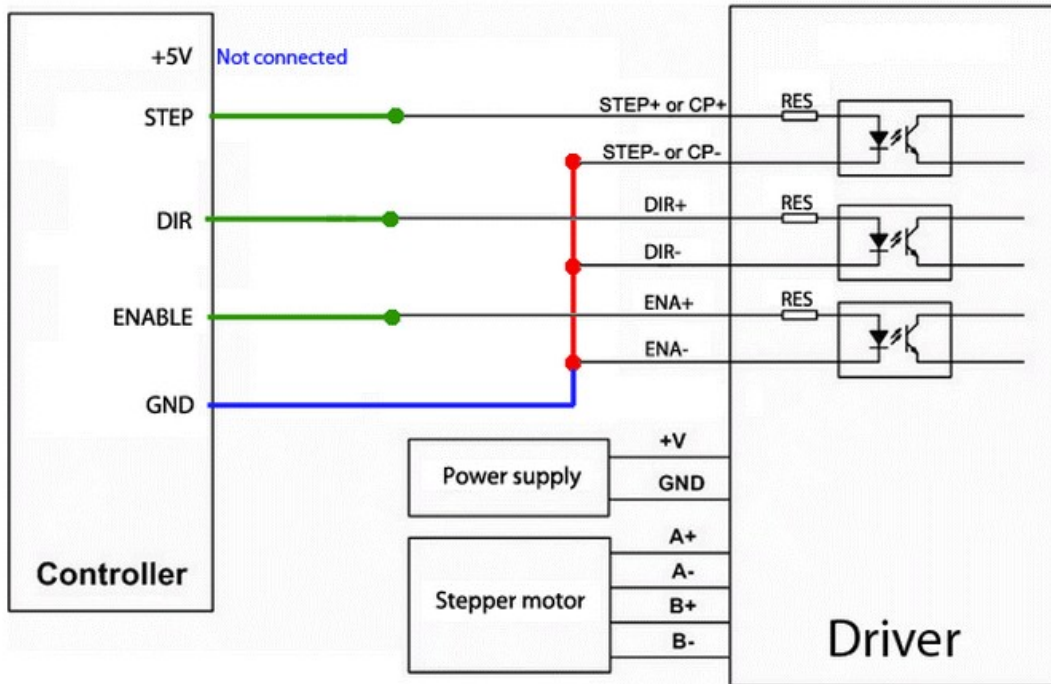 +5V Not connected
STEP
STEP+ or CP+
RES
STEP- or CP-
DIR
DIR+
RES
DIR-
ENABLE
ENA+
RES
ENA-
GND
Power supply
+V
GND
Controller
Stepper motor
A+
A-
B+
B-
Driver